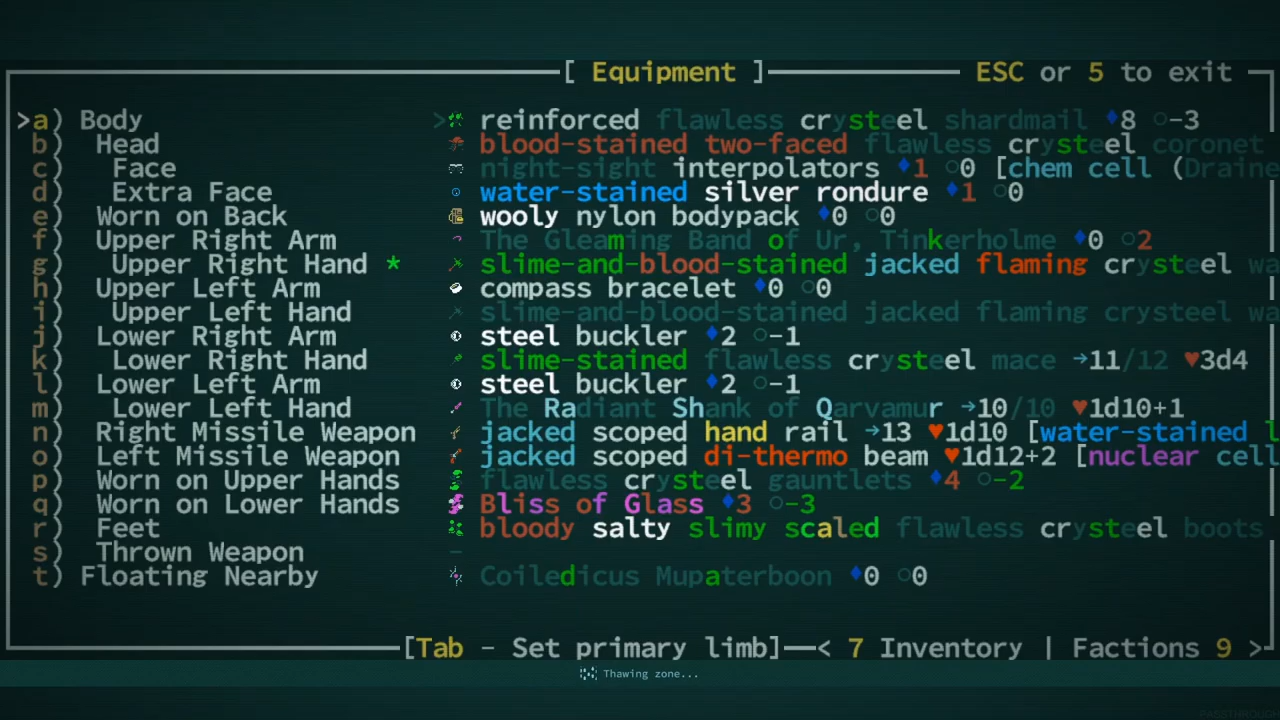 [ Equipment ] ESC or 5 to exit
>a) Body > reinforced flawless crysteel shardmail ♦8 ○-3
b) Head blood-stained two-faced flawless crysteel coronet
c) Face night-sight interpolators ♦1 ○0 [chem cell (Draine
d) Extra Face water-stained silver rondure ♦1 ○0
e) Worn on Back wooly nylon bodypack ♦0 ○0
f) Upper Right Arm The Gleaming Band of Ur, Tinkerholme ♦0 ○2
g) Upper Right Hand * slime-and-blood-stained jacked flaming crysteel wa
h) Upper Left Arm compass bracelet ♦0 ○0
i) Upper Left Hand slime-and-blood-stained jacked flaming crysteel wa
j) Lower Right Arm steel buckler ♦2 ○-1
k) Lower Right Hand slime-stained flawless crysteel mace →11/12 ♥3d4
l) Lower Left Arm steel buckler ♦2 ○-1
m) Lower Left Hand The Radiant Shank of Qarvamur →10/10 ♥1d10+1
n) Right Missile Weapon jacked scoped hand rail →13 ♥1d10 [water-stained l
o) Left Missile Weapon jacked scoped di-thermo beam ♥1d12+2 [nuclear cell
p) Worn on Upper Hands flawless crysteel gauntlets ♦4 ○-2
q) Worn on Lower Hands Bliss of Glass ♦3 ○-3
r) Feet bloody salty slimy scaled flawless crysteel boots
s) Thrown Weapon -
t) Floating Nearby Coiledicus Mupaterboon ♦0 ○0
[Tab - Set primary limb] < 7 Inventory | Factions 9 >
Thawing zone...